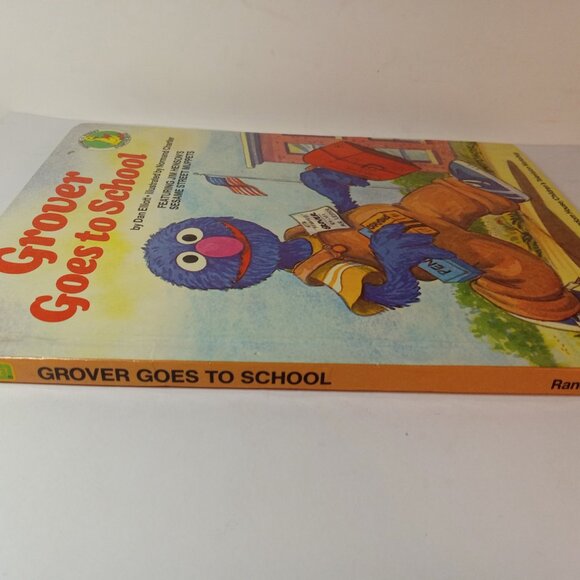 Grover
Goes to School
by Dan Elliott • illustrated by Normand Chartier
FEATURING JIM HENSON'S
SESAME STREET MUPPETS
GROVER GOES TO SCHOOL
Ran